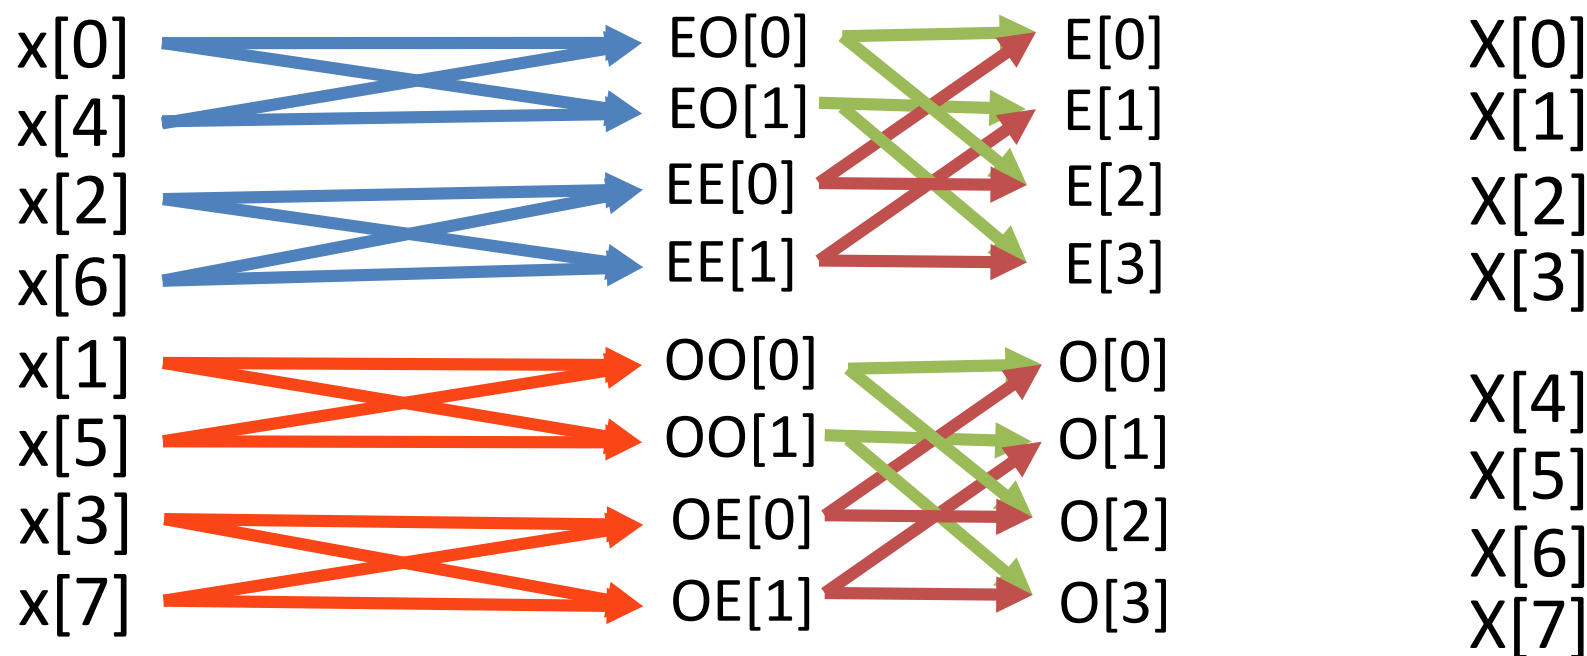 x[0] EO[0] E[0] X[0]
x[4] EO[1] E[1] X[1]
x[2] EE[0] E[2] X[2]
x[6] EE[1] E[3] X[3]
x[1] OO[0] O[0] X[4]
x[5] OO[1] O[1] X[5]
x[3] OE[0] O[2] X[6]
x[7] OE[1] O[3] X[7]